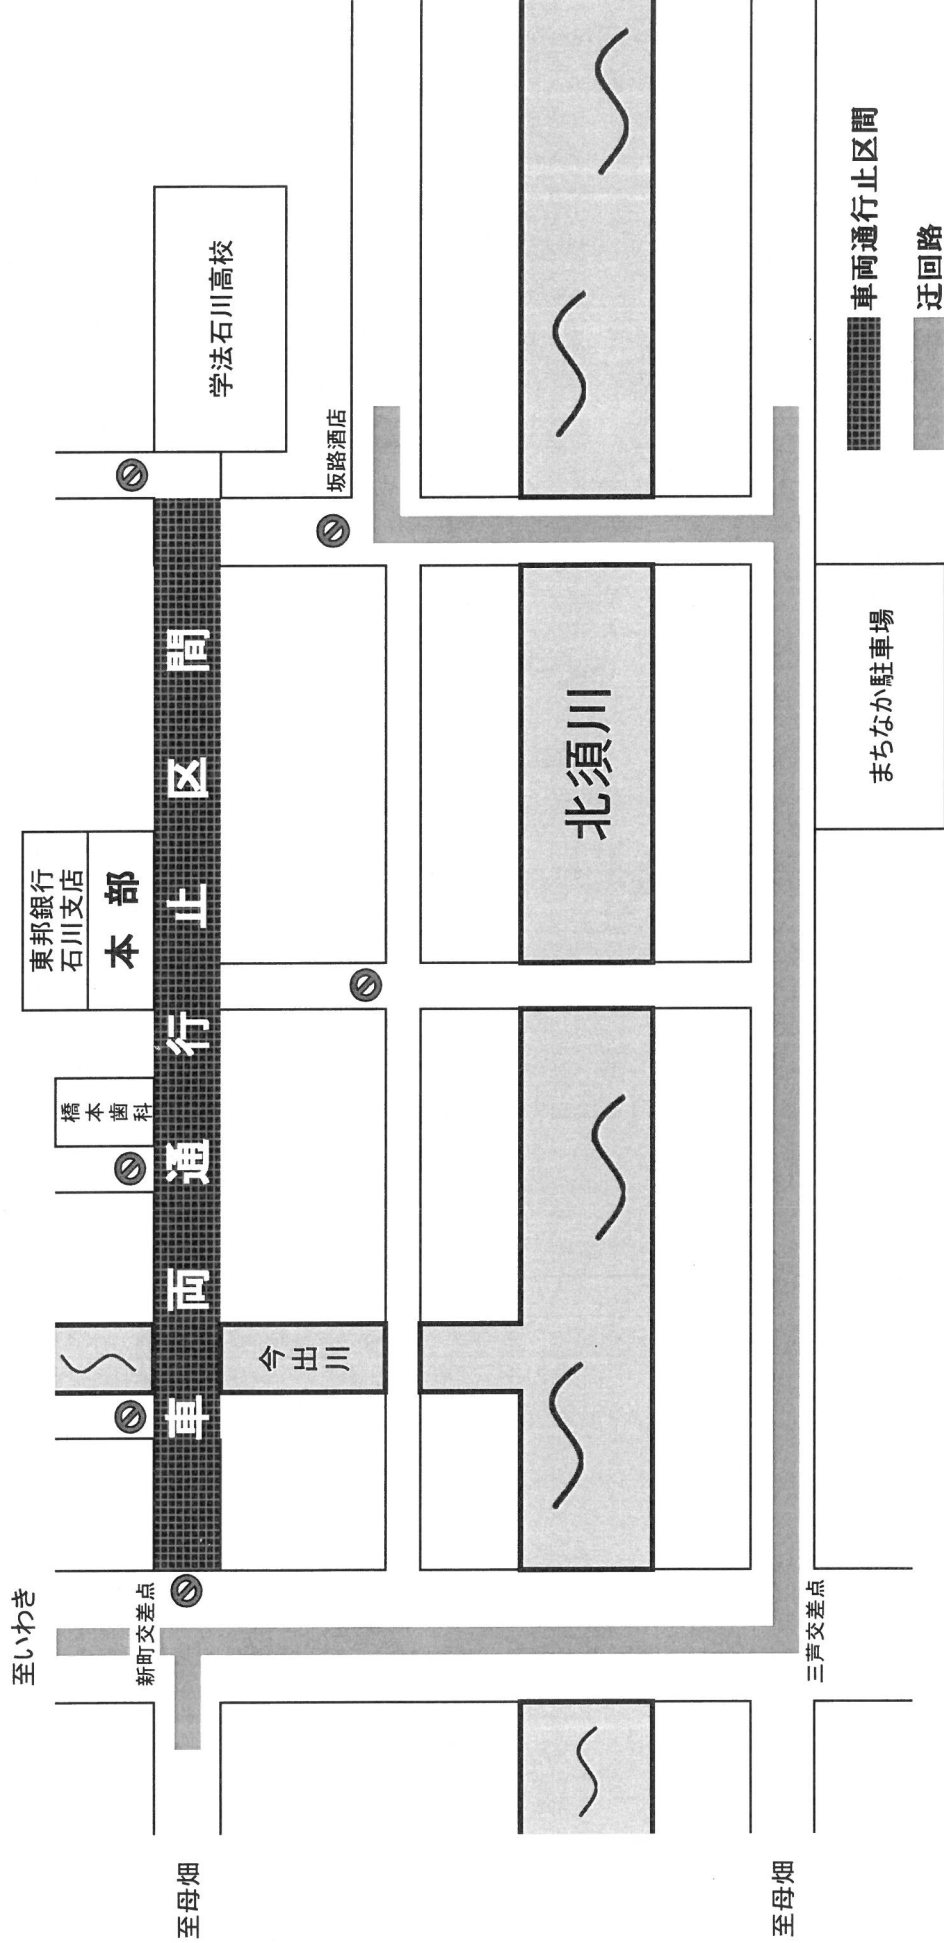 至いわき
東邦銀行
石川支店
本部
橋本歯科
学法石川高校
新町交差点
車両通行止区間
至母畑
坂路酒店
今出川
北須川
三芦交差点
至母畑
まちなか駐車場
車両通行止区間
迂回路